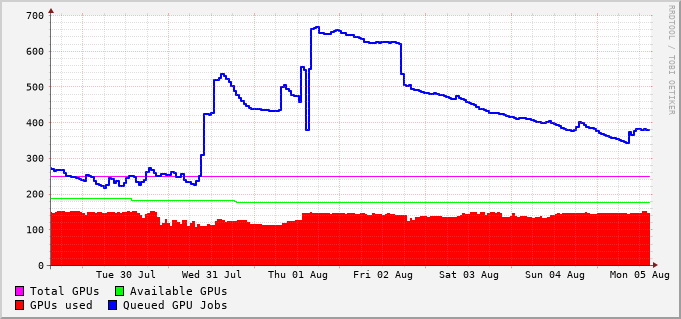 700
600
500
400
300
200
100
0
Tue 30 Jul Wed 31 Jul Thu 01 Aug Fri 02 Aug Sat 03 Aug Sun 04 Aug Mon 05 Aug
Total GPUs Available GPUs
GPUs used Queued GPU Jobs
RRDTOOL / TOBI OETIKER